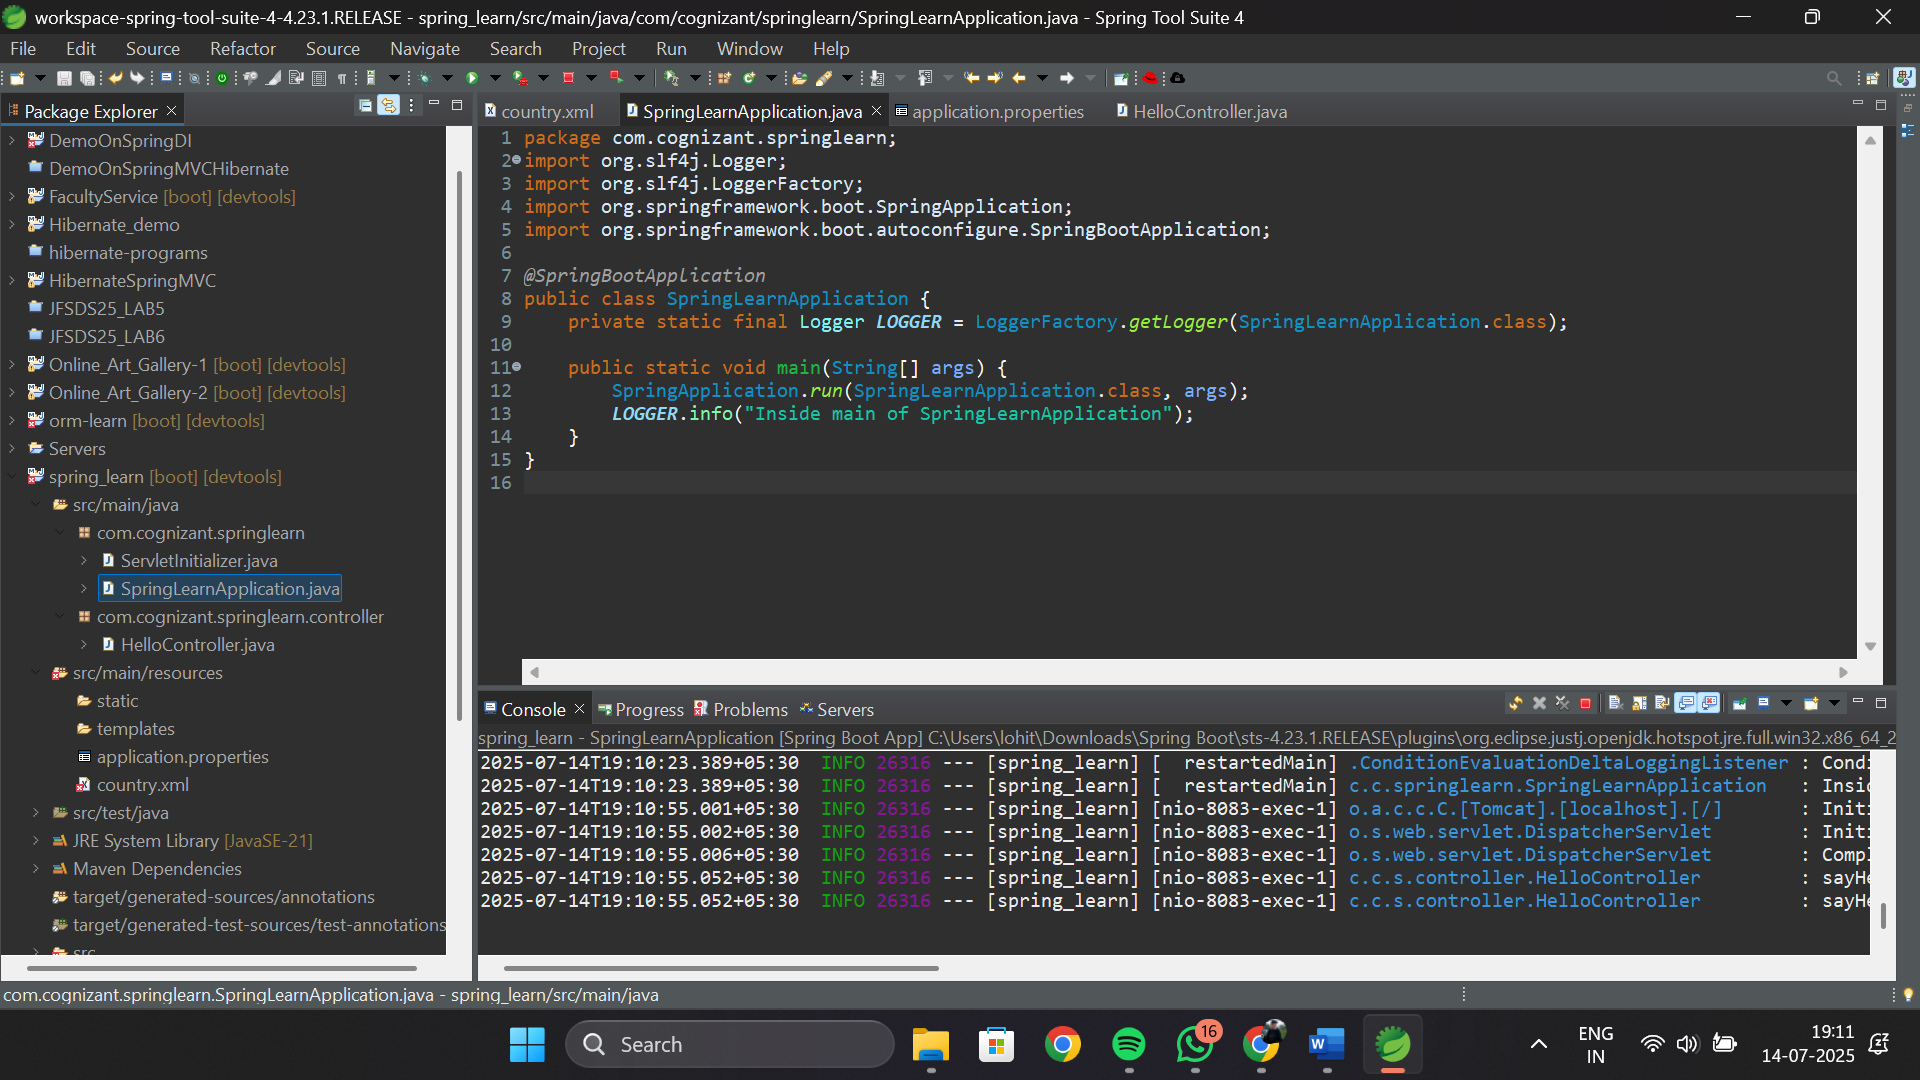 workspace-spring-tool-suite-4-4.23.1.RELEASE - spring_learn/src/main/java/com/cognizant/springlearn/SpringLearnApplication.java - Spring Tool Suite 4
File Edit Source Refactor Source Navigate Search Project Run Window Help
Package Explorer
DemoOnSpringDI
DemoOnSpringMVCHibernate
FacultyService [boot] [devtools]
Hibernate_demo
hibernate-programs
HibernateSpringMVC
JFSDS25_LAB5
JFSDS25_LAB6
Online_Art_Gallery-1 [boot] [devtools]
Online_Art_Gallery-2 [boot] [devtools]
orm-learn [boot] [devtools]
Servers
spring_learn [boot] [devtools]
src/main/java
com.cognizant.springlearn
ServletInitializer.java
SpringLearnApplication.java
com.cognizant.springlearn.controller
HelloController.java
src/main/resources
static
templates
application.properties
country.xml
src/test/java
JRE System Library [JavaSE-21]
Maven Dependencies
target/generated-sources/annotations
target/generated-test-sources/test-annotations
src
country.xml SpringLearnApplication.java application.properties HelloController.java
1 package com.cognizant.springlearn;
2 import org.slf4j.Logger;
3 import org.slf4j.LoggerFactory;
4 import org.springframework.boot.SpringApplication;
5 import org.springframework.boot.autoconfigure.SpringBootApplication;
6
7 @SpringBootApplication
8 public class SpringLearnApplication {
9 private static final Logger LOGGER = LoggerFactory.getLogger(SpringLearnApplication.class);
10
11 public static void main(String[] args) {
12 SpringApplication.run(SpringLearnApplication.class, args);
13 LOGGER.info("Inside main of SpringLearnApplication");
14 }
15 }
16
Console Progress Problems Servers
spring_learn - SpringLearnApplication [Spring Boot App] C:\Users\lohit\Downloads\Spring Boot\sts-4.23.1.RELEASE\plugins\org.eclipse.justj.openjdk.hotspot.jre.full.win32.x86_64_2
2025-07-14T19:10:23.389+05:30 INFO 26316 --- [spring_learn] [ restartedMain] .ConditionEvaluationDeltaLoggingListener : Condi
2025-07-14T19:10:23.389+05:30 INFO 26316 --- [spring_learn] [ restartedMain] c.c.springlearn.SpringLearnApplication : Insid
2025-07-14T19:10:55.001+05:30 INFO 26316 --- [spring_learn] [nio-8083-exec-1] o.a.c.c.C.[Tomcat].[localhost].[/] : Initi
2025-07-14T19:10:55.002+05:30 INFO 26316 --- [spring_learn] [nio-8083-exec-1] o.s.web.servlet.DispatcherServlet : Initi
2025-07-14T19:10:55.006+05:30 INFO 26316 --- [spring_learn] [nio-8083-exec-1] o.s.web.servlet.DispatcherServlet : Compl
2025-07-14T19:10:55.052+05:30 INFO 26316 --- [spring_learn] [nio-8083-exec-1] c.c.s.controller.HelloController : sayHe
2025-07-14T19:10:55.052+05:30 INFO 26316 --- [spring_learn] [nio-8083-exec-1] c.c.s.controller.HelloController : sayHe
com.cognizant.springlearn.SpringLearnApplication.java - spring_learn/src/main/java
Search
16
ENG
IN
19:11
14-07-2025